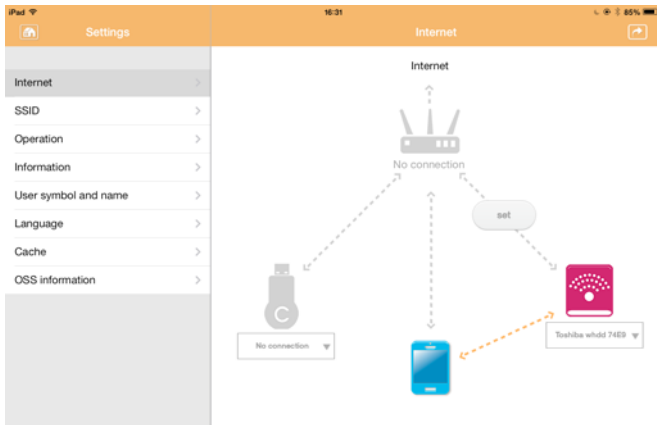 iPad 16:31 85%
Settings
Internet
Internet
SSID
Operation
Information
User symbol and name
Language
Cache
OSS information
Internet
No connection
set
C
No connection
Toshiba whdd 74E9